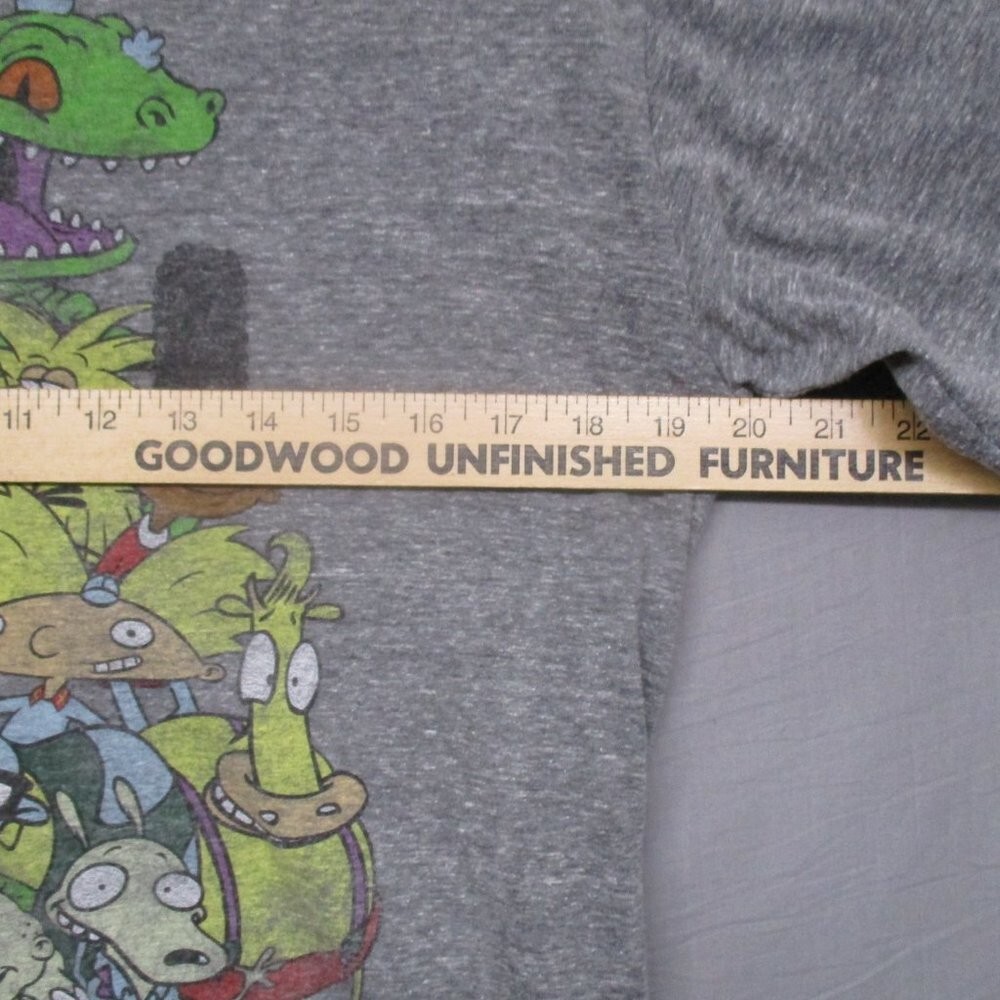 11 12 13 14 15 16 17 18 19 20 21 22
GOODWOOD UNFINISHED FURNITURE